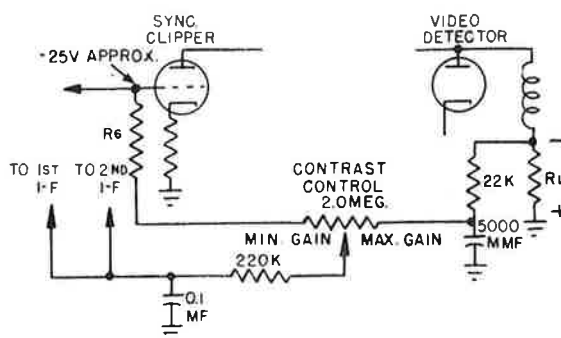 SYNC.
CLIPPER
VIDEO
DETECTOR
-25V APPROX.
R6
TO 1ST
I-F
TO 2ND
I-F
CONTRAST
CONTROL
2.0MEG.
22K
RL
MIN. GAIN
MAX. GAIN
5000
MMF
220K
0.1
MF